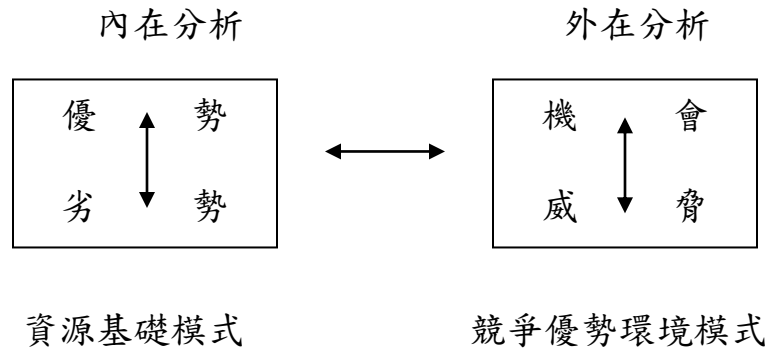 內在分析
外在分析
優 勢
劣 勢
機 會
威 脅
資源基礎模式
競爭優勢環境模式